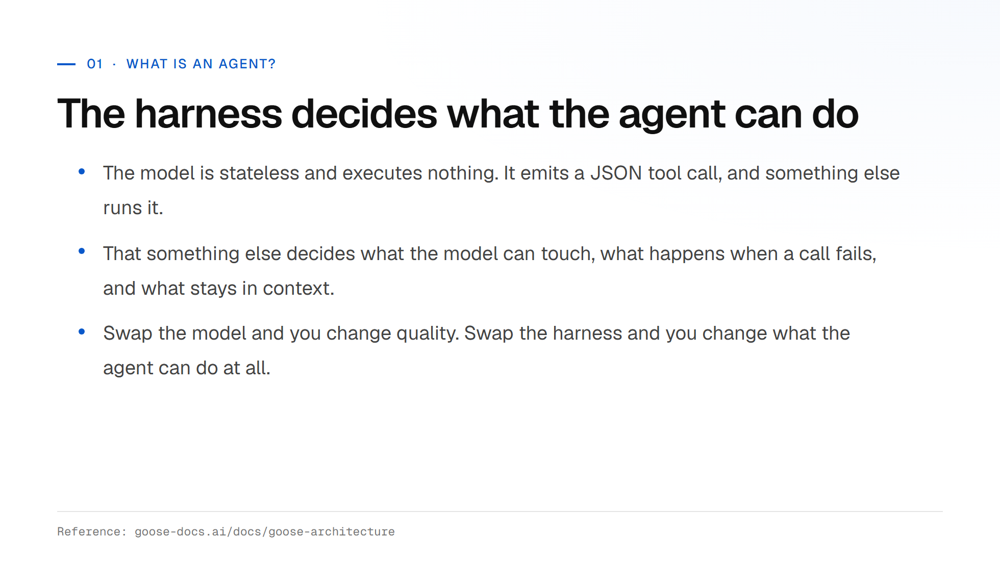 01 · WHAT IS AN AGENT?
The harness decides what the agent can do
• The model is stateless and executes nothing. It emits a JSON tool call, and something else
runs it.
• That something else decides what the model can touch, what happens when a call fails,
and what stays in context.
• Swap the model and you change quality. Swap the harness and you change what the
agent can do at all.
Reference: goose-docs.ai/docs/goose-architecture